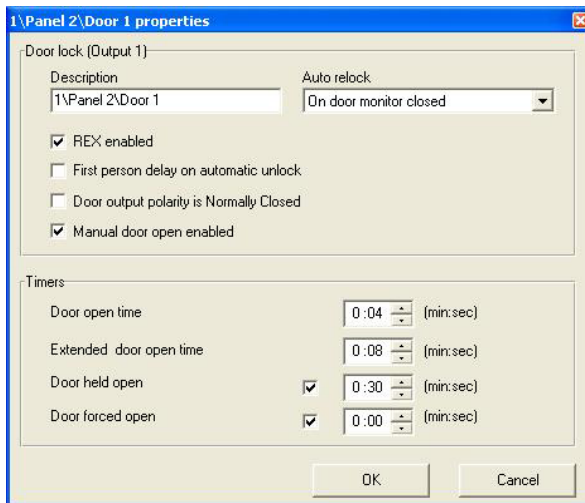 1\Panel 2\Door 1 properties
Door lock (Output 1)
Description
Auto relock
1\Panel 2\Door 1
On door monitor closed
REX enabled
First person delay on automatic unlock
Door output polarity is Normally Closed
Manual door open enabled
Timers
Door open time 0 :04 (min:sec)
Extended door open time 0 :08 (min:sec)
Door held open 0 :30 (min:sec)
Door forced open 0 :00 (min:sec)
OK Cancel